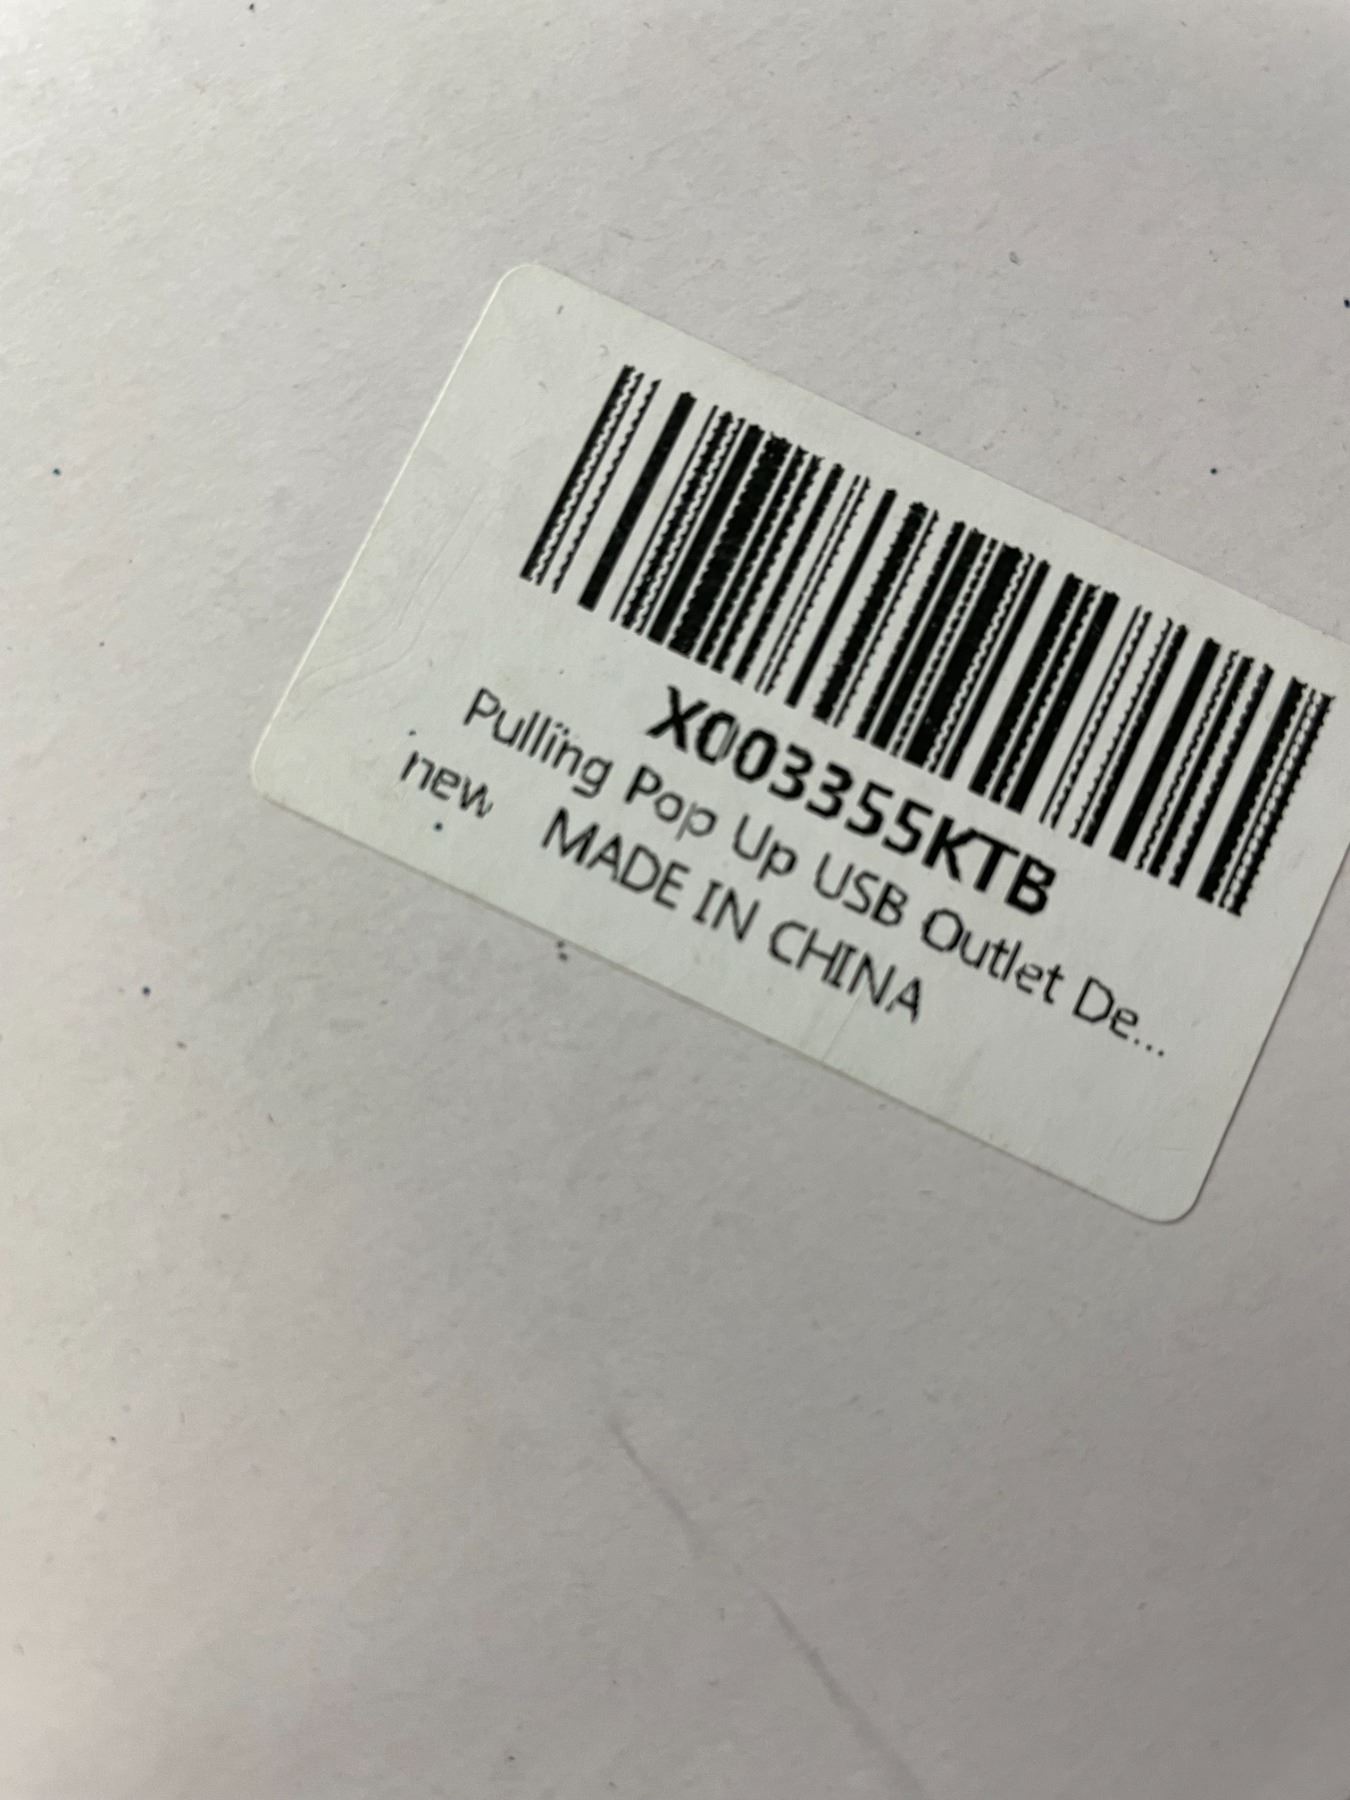 X003355KTB
Pulling Pop Up USB Outlet De...
new MADE IN CHINA